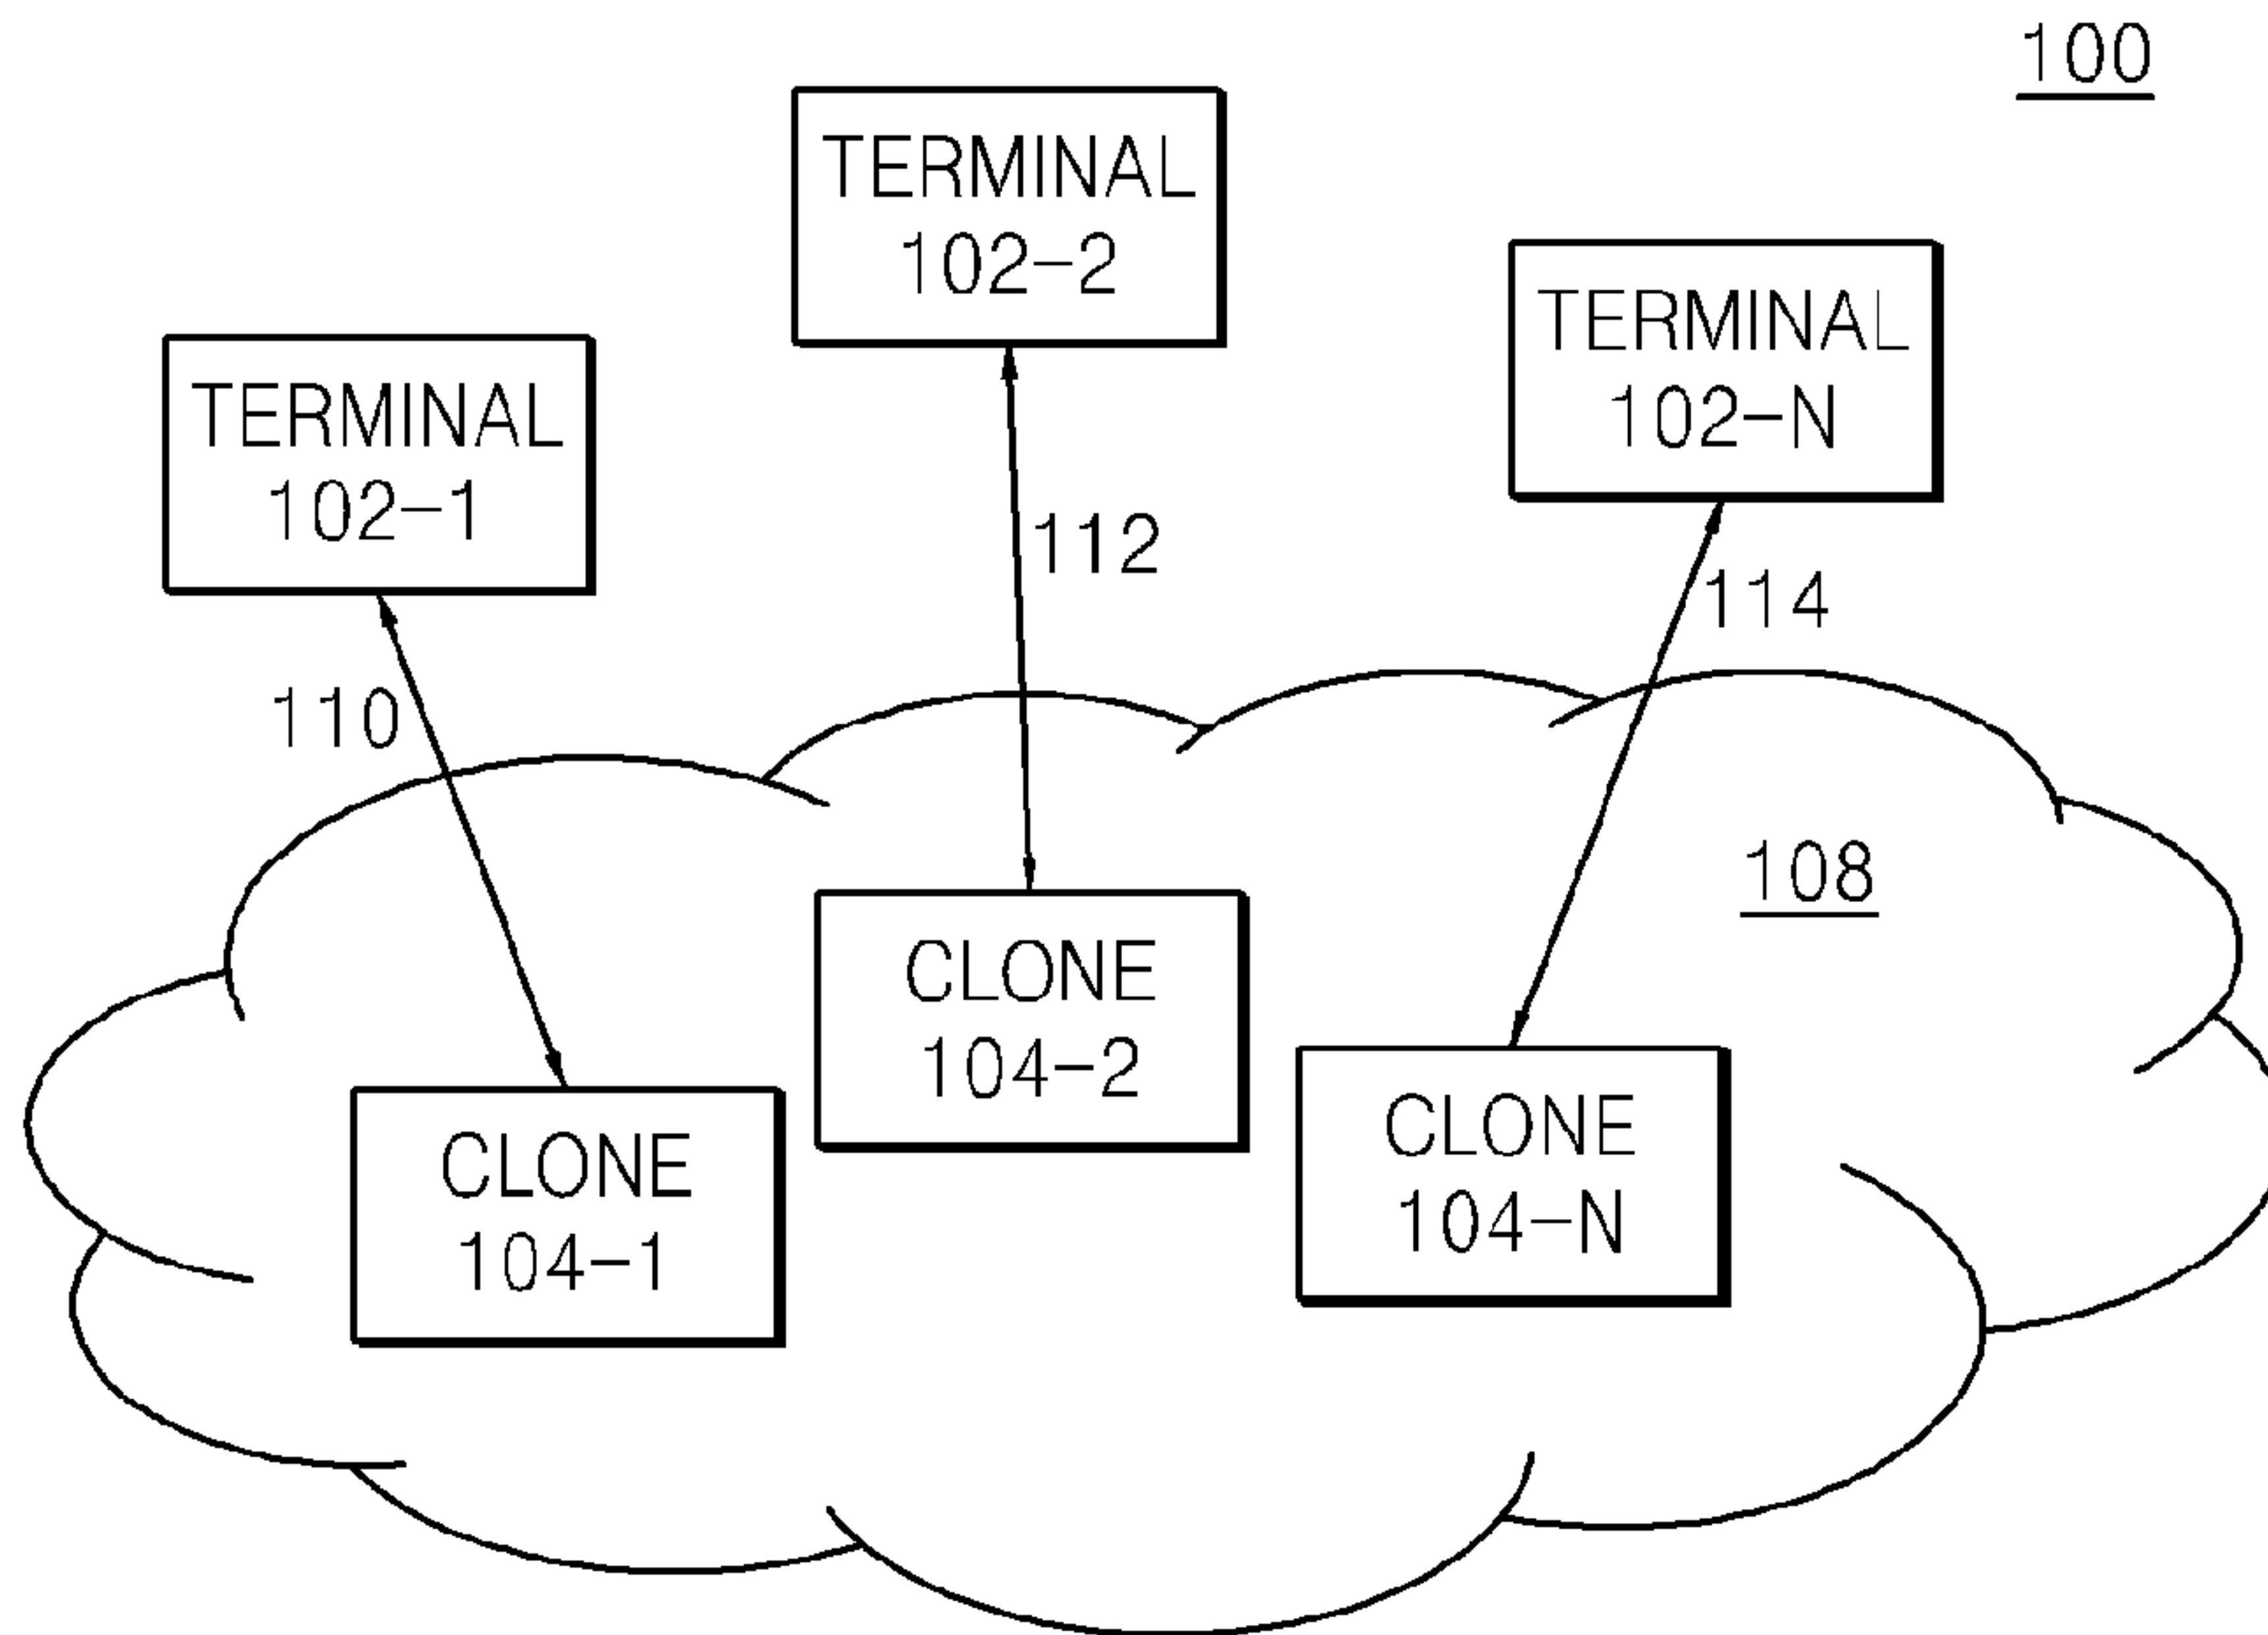 100
TERMINAL
102-2
TERMINAL
102-N
TERMINAL
102-1
112
114
110
108
CLONE
104-2
CLONE
104-N
CLONE
104-1